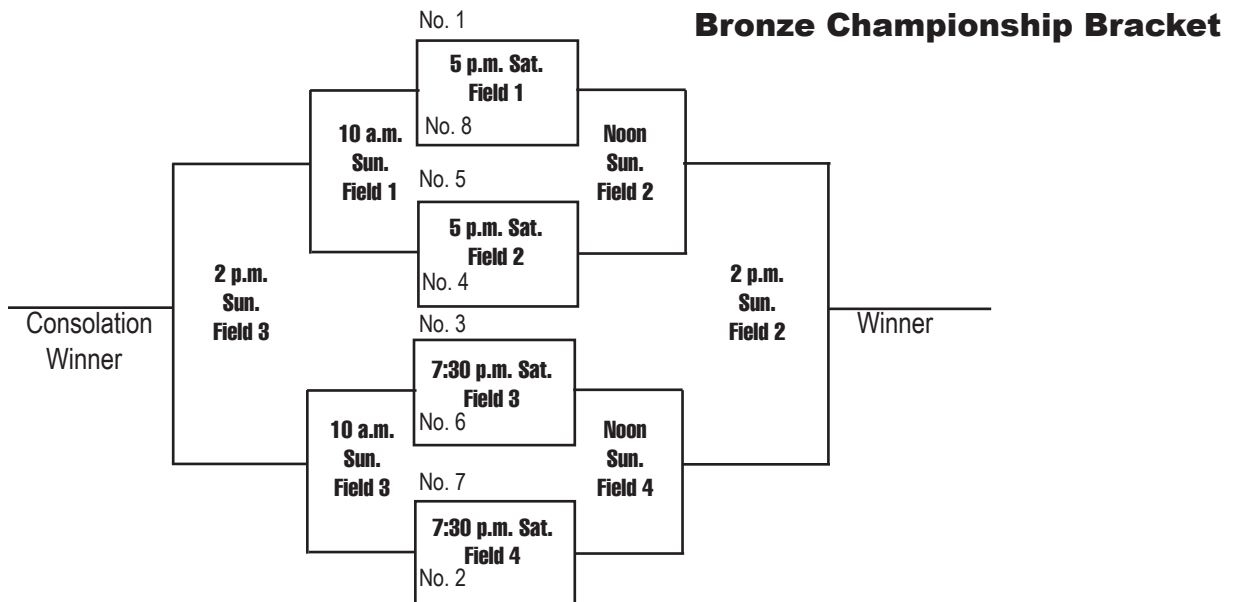 No. 1
Bronze Championship Bracket
5 p.m. Sat.
Field 1
No. 8
10 a.m.
Sun.
Field 1
Noon
Sun.
Field 2
No. 5
5 p.m. Sat.
Field 2
No. 4
2 p.m.
Sun.
Field 3
2 p.m.
Sun.
Field 2
Consolation
Winner
Winner
No. 3
7:30 p.m. Sat.
Field 3
No. 6
10 a.m.
Sun.
Field 3
Noon
Sun.
Field 4
No. 7
7:30 p.m. Sat.
Field 4
No. 2